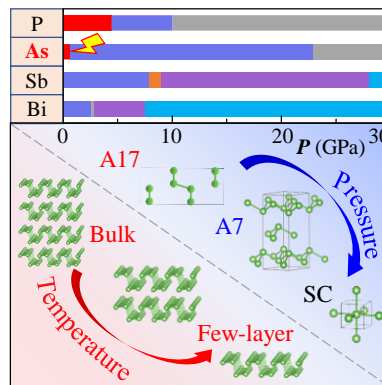 P
As
Sb
Bi
0 10 20 30
P (GPa)
A17
Pressure
Bulk
A7
SC
Temperature
Few-layer